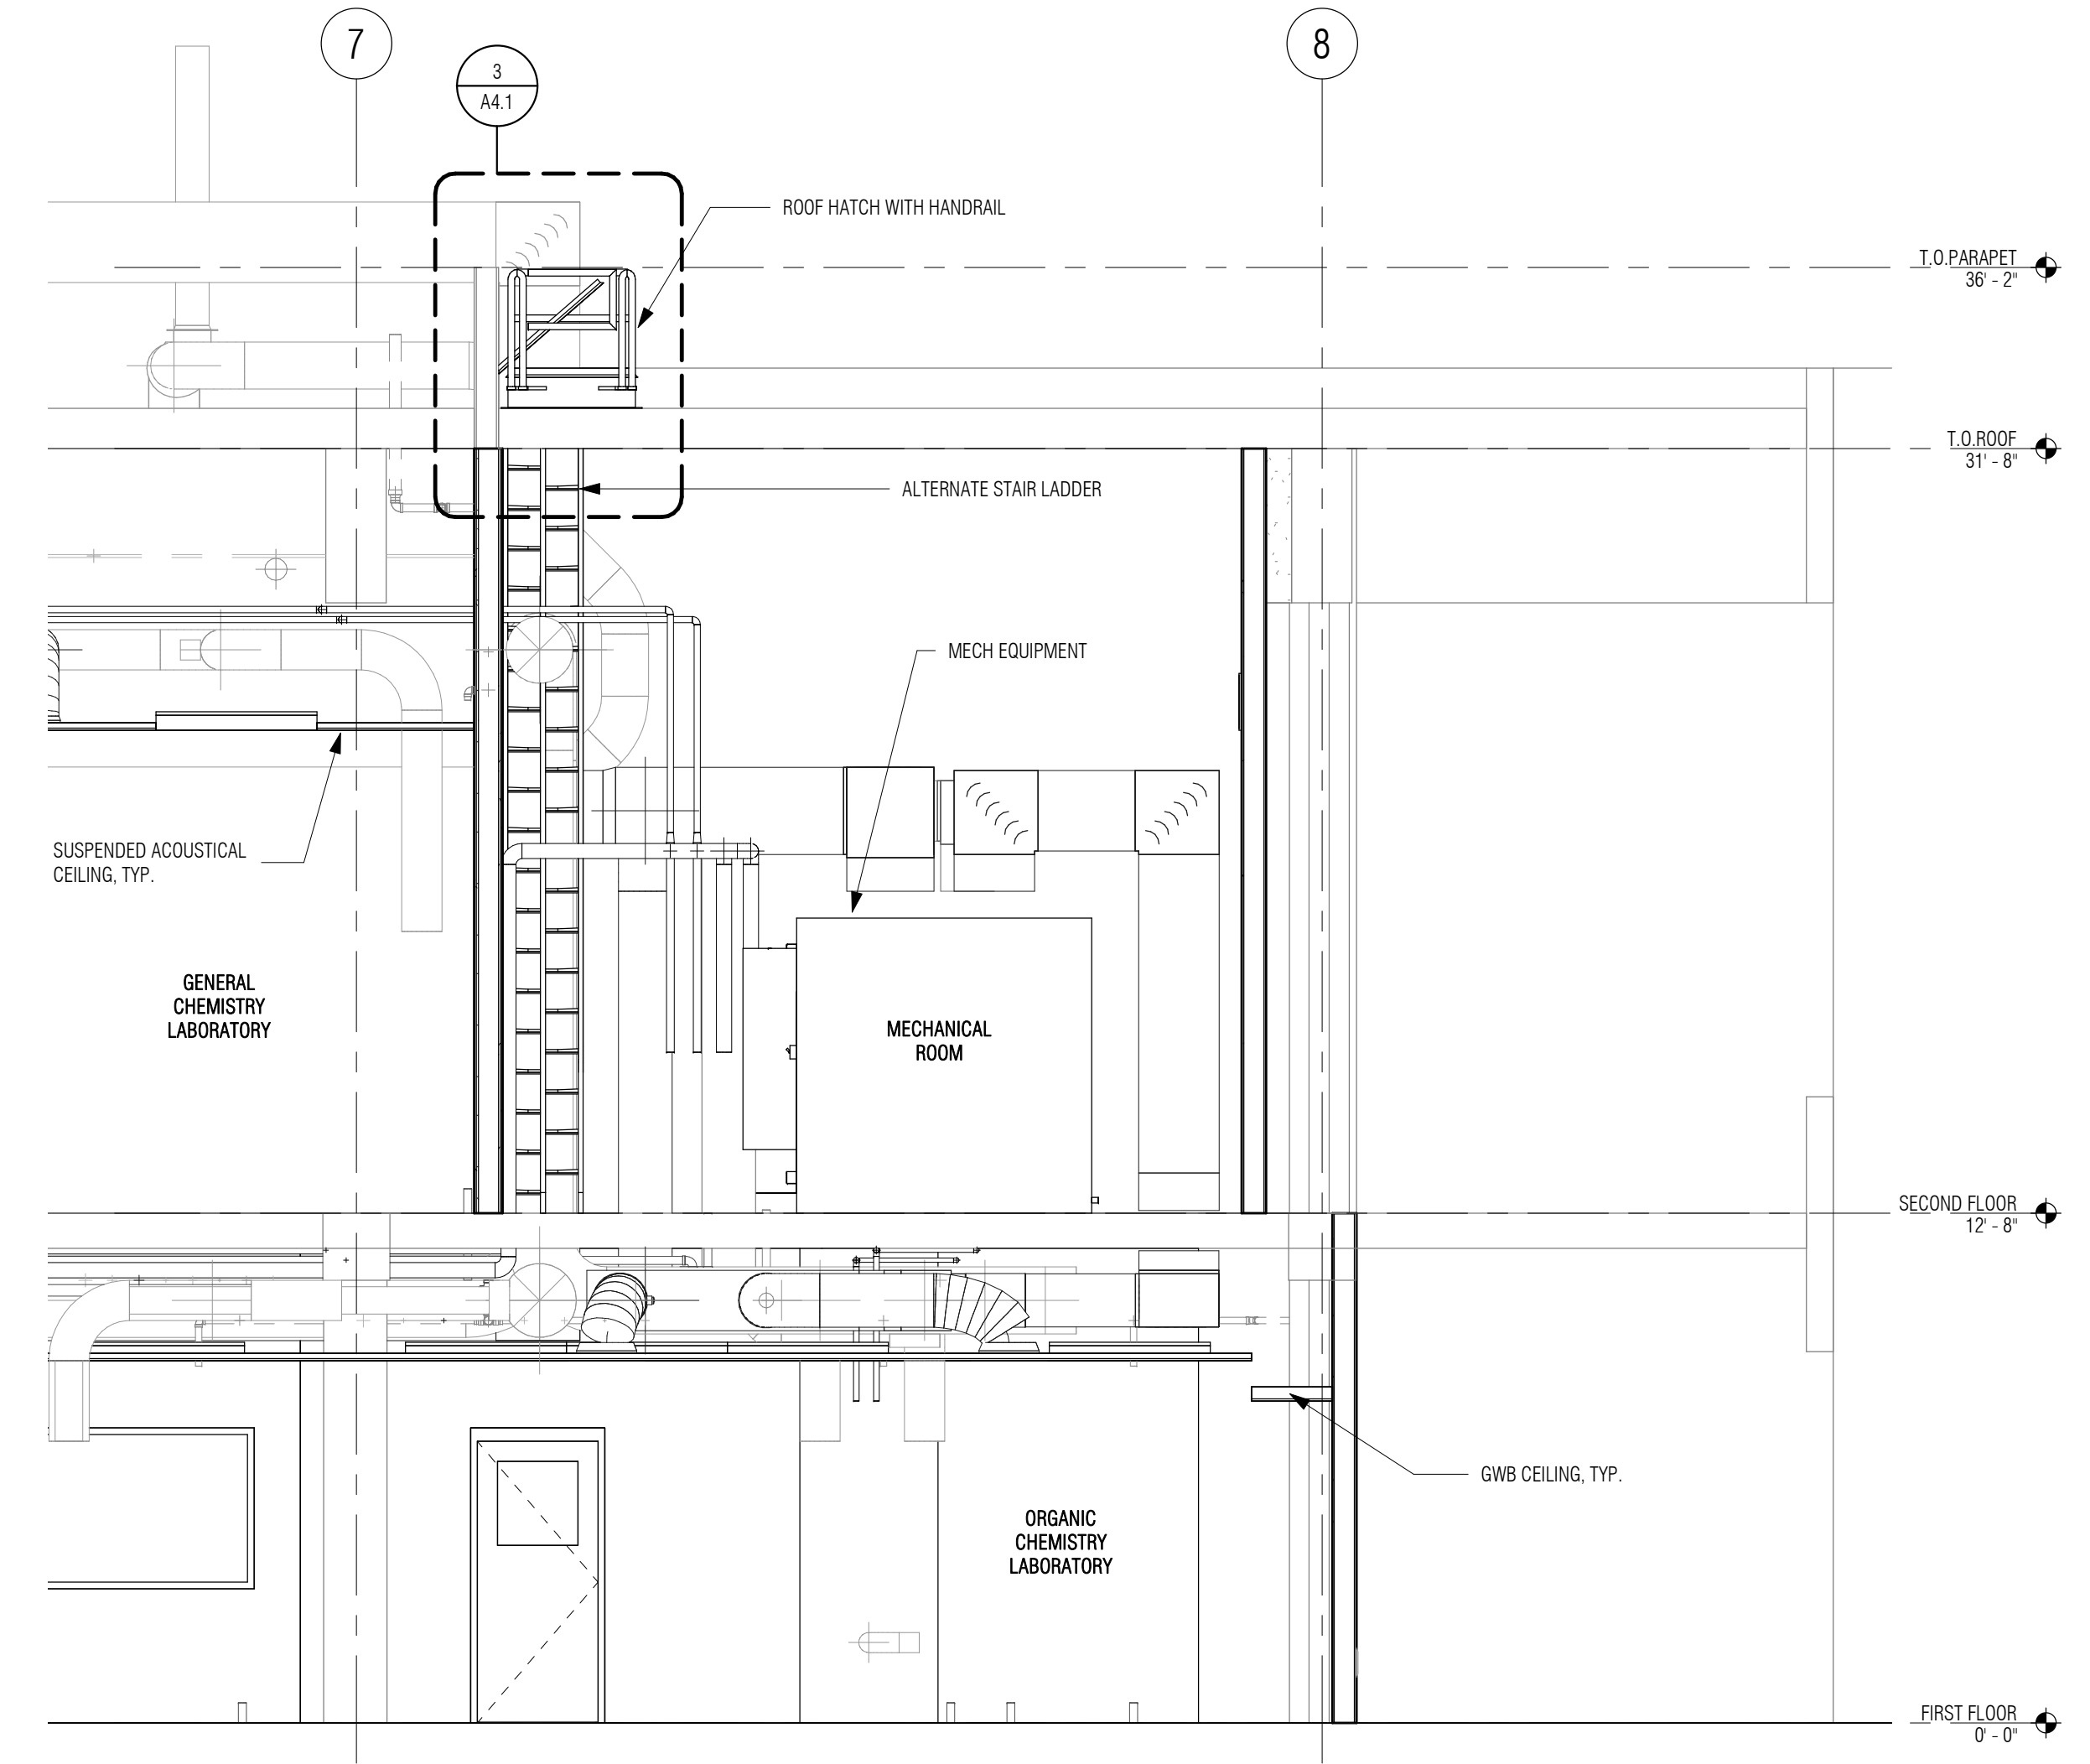 7
8
3
A4.1
ROOF HATCH WITH HANDRAIL
T.O.PARAPET
36' - 2"
T.O.ROOF
31' - 8"
ALTERNATE STAIR LADDER
MECH EQUIPMENT
SUSPENDED ACOUSTICAL
CEILING, TYP.
GENERAL
CHEMISTRY
LABORATORY
MECHANICAL
ROOM
SECOND FLOOR
12' - 8"
GWB CEILING, TYP.
ORGANIC
CHEMISTRY
LABORATORY
FIRST FLOOR
0' - 0"